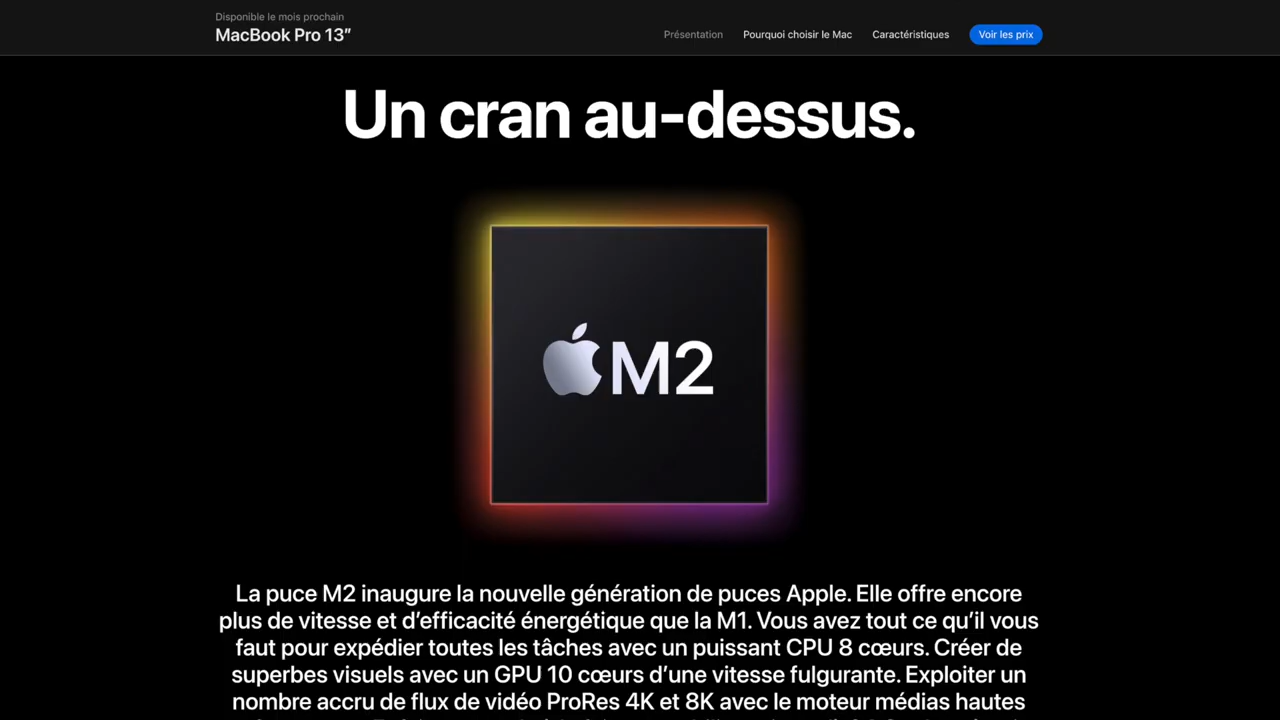 Disponible le mois prochain
MacBook Pro 13”
Présentation
Pourquoi choisir le Mac
Caractéristiques
Voir les prix
Un cran au-dessus.
M2
La puce M2 inaugure la nouvelle génération de puces Apple. Elle offre encore
plus de vitesse et d’efficacité énergétique que la M1. Vous avez tout ce qu’il vous
faut pour expédier toutes les tâches avec un puissant CPU 8 cœurs. Créer de
superbes visuels avec un GPU 10 cœurs d’une vitesse fulgurante. Exploiter un
nombre accru de flux de vidéo ProRes 4K et 8K avec le moteur médias hautes